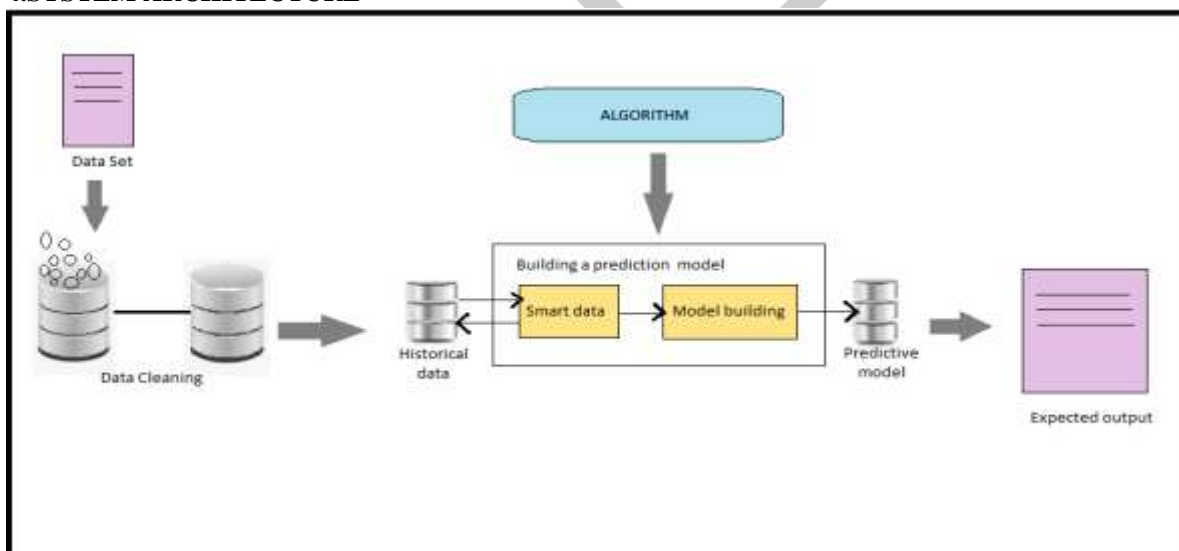 Data Set
ALGORITHM
Data Cleaning
Historical
data
Building a prediction model
Smart data
Model building
Predictive
model
Expected output